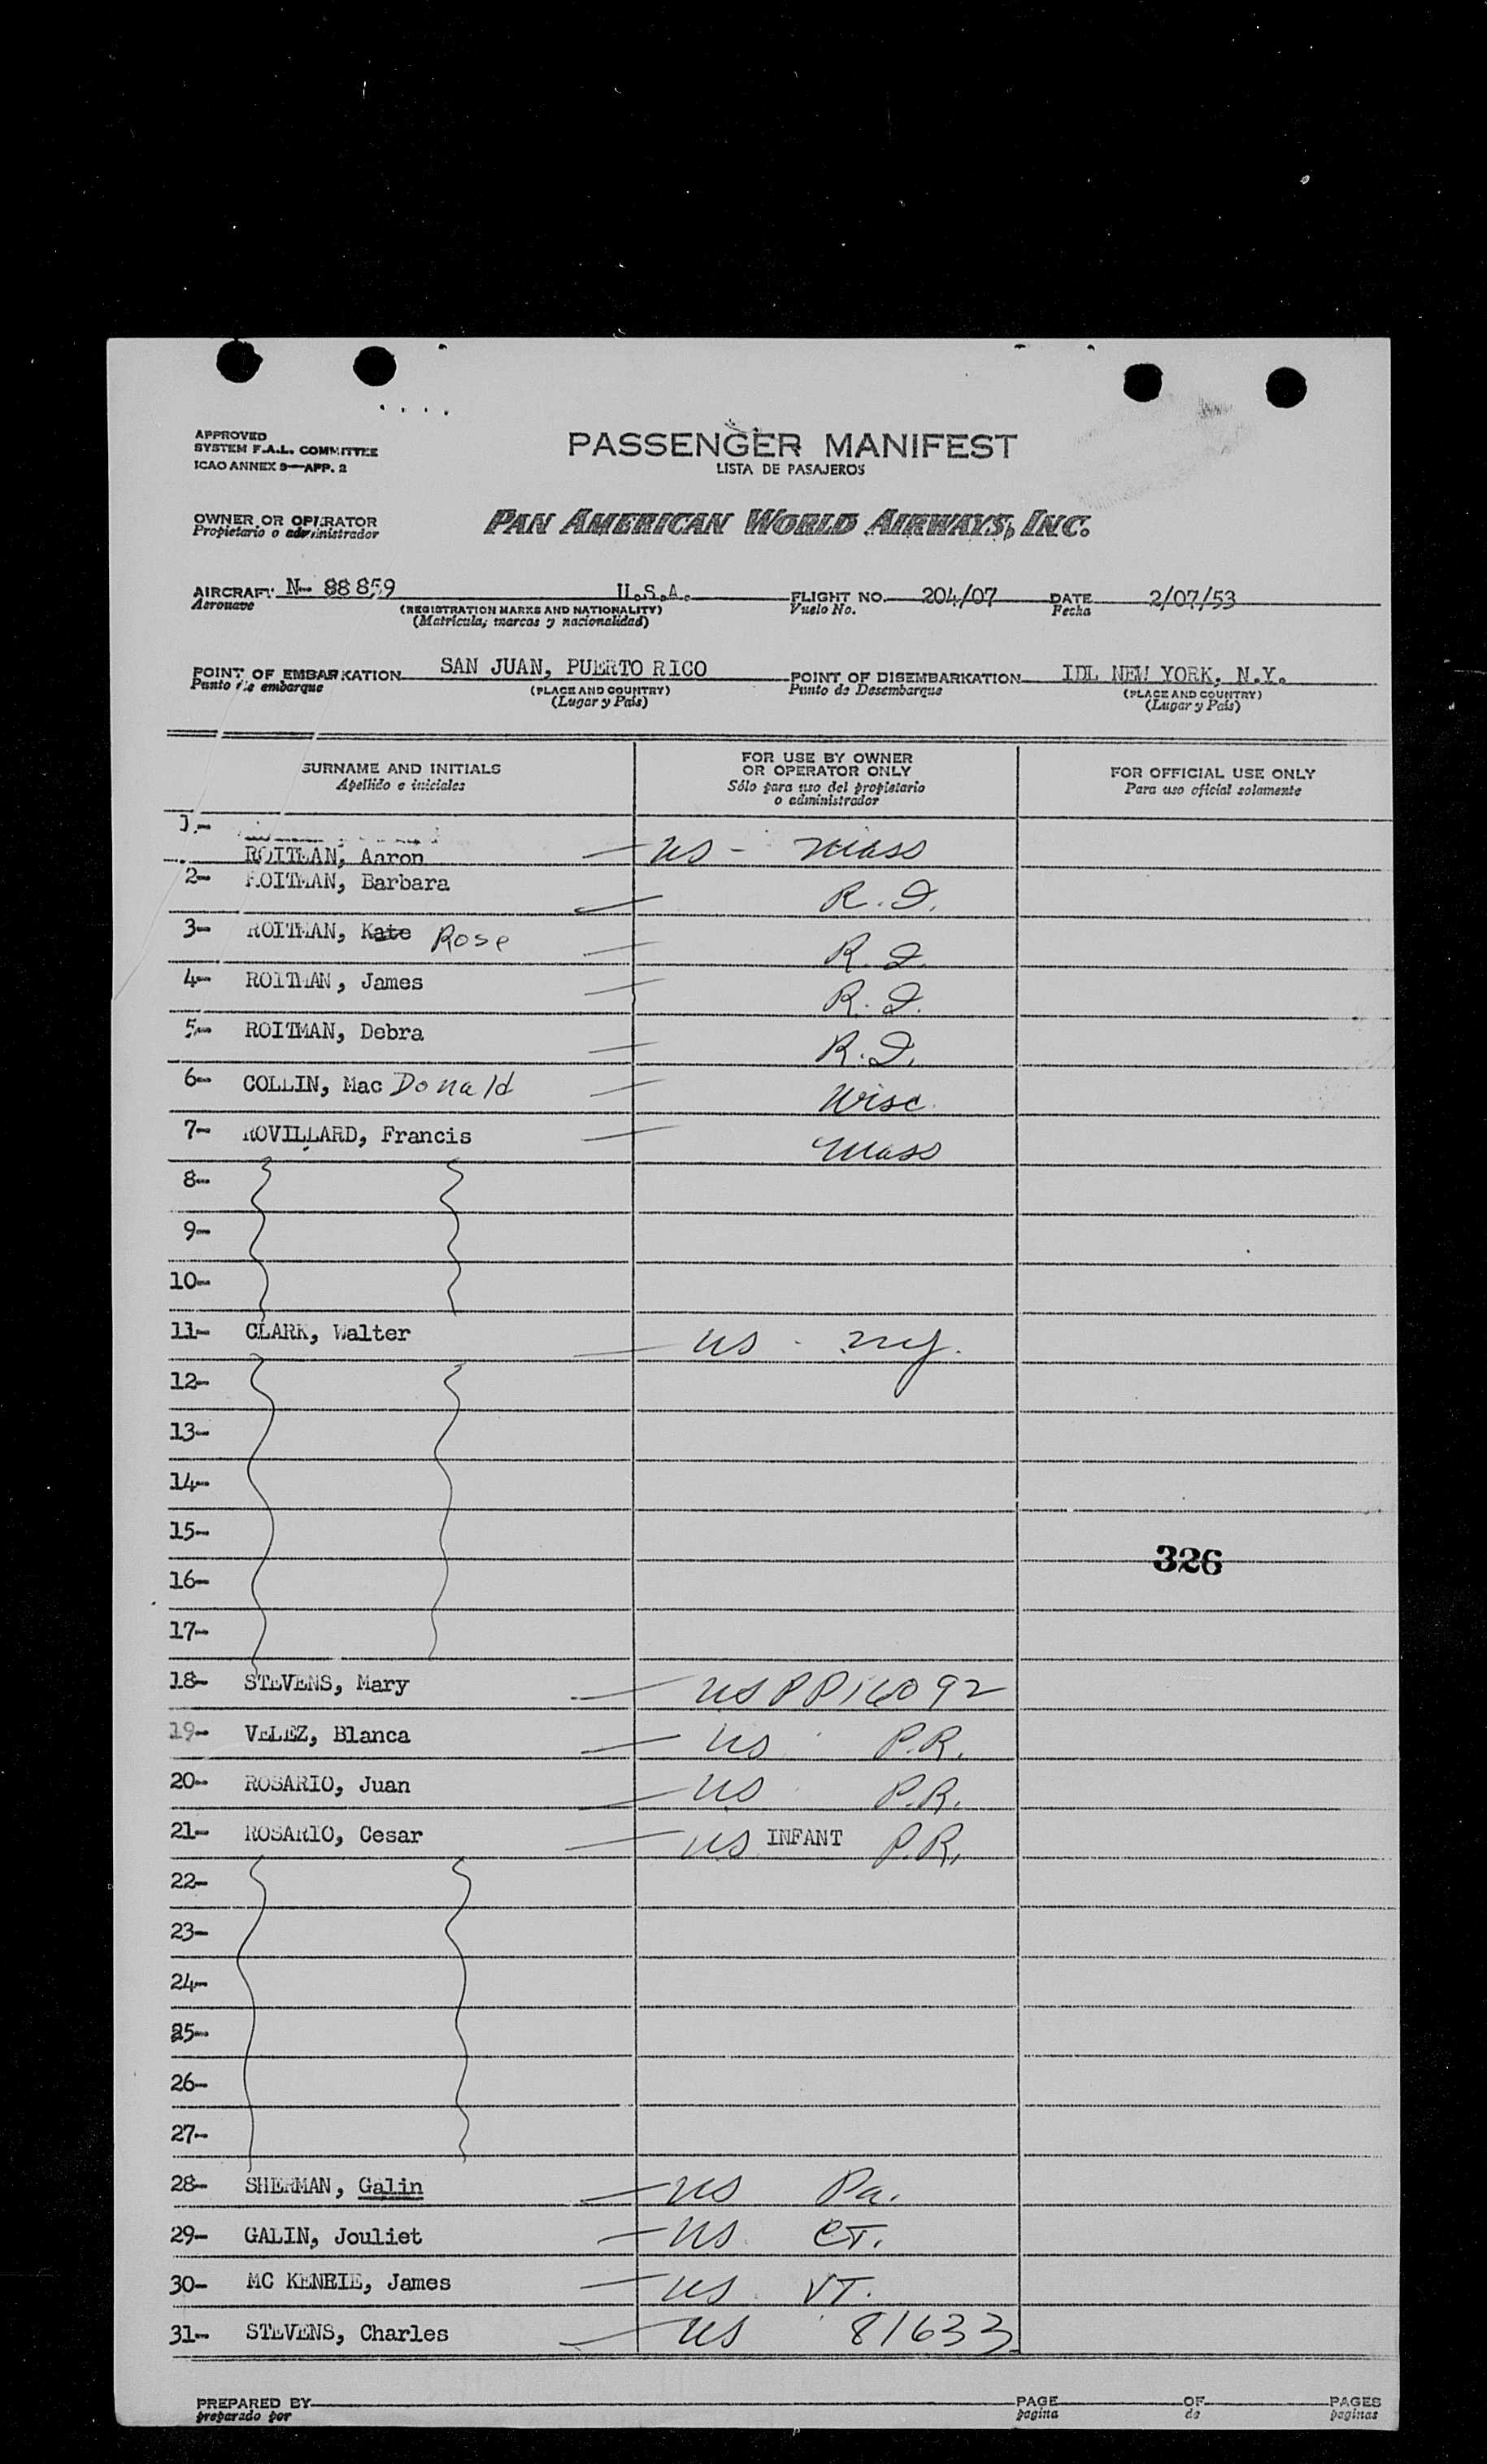 APPROVED
SYSTEM F.A.L. COMMITTEE
ICAO ANNEX 9—APP. 2
PASSENGER MANIFEST
LISTA DE PASAJEROS
OWNER OR OPERATOR
Propietario o administrador
PAN AMERICAN WORLD AIRWAYS, INC.
AIRCRAFT N- 88859 U.S.A. FLIGHT NO. 204/07 DATE 2/07/53
Aeronave (REGISTRATION MARKS AND NATIONALITY) Vuelo No. Fecha
(Matrícula, marcas y nacionalidad)
POINT OF EMBARKATION SAN JUAN, PUERTO RICO POINT OF DISEMBARKATION IDL NEW YORK, N.Y.
Punto de embarque (PLACE AND COUNTRY) Punto de Desembarque (PLACE AND COUNTRY)
(Lugar y País) (Lugar y País)
SURNAME AND INITIALS
Apellido e iniciales
FOR USE BY OWNER
OR OPERATOR ONLY
Sólo para uso del propietario
o administrador
FOR OFFICIAL USE ONLY
Para uso oficial solamente
1.-
ROITMAN, Aaron — US - Mass
2- ROITMAN, Barbara — R.I.
3- ROITMAN, Kate Rose — R.I.
4- ROITMAN, James — R.I.
5- ROITMAN, Debra — R.I.
6- COLLIN, Mac Donald — Wisc.
7- ROVILLARD, Francis — Mass
8-
9-
10-
11- CLARK, Walter — US - NY.
12-
13-
14-
15-
326
16-
17-
18- STEVENS, Mary — US PP 16092
19- VELEZ, Blanca — US P.R.
20- ROSARIO, Juan — US P.R.
21- ROSARIO, Cesar — US INFANT P.R.
22-
23-
24-
25-
26-
27-
28- SHERMAN, Galin — US Pa.
29- GALIN, Jouliet — US CT.
30- MC KENRIE, James — US VT.
31- STEVENS, Charles — US 81633
PREPARED BY PAGE OF PAGES
preparado por pagina de paginas